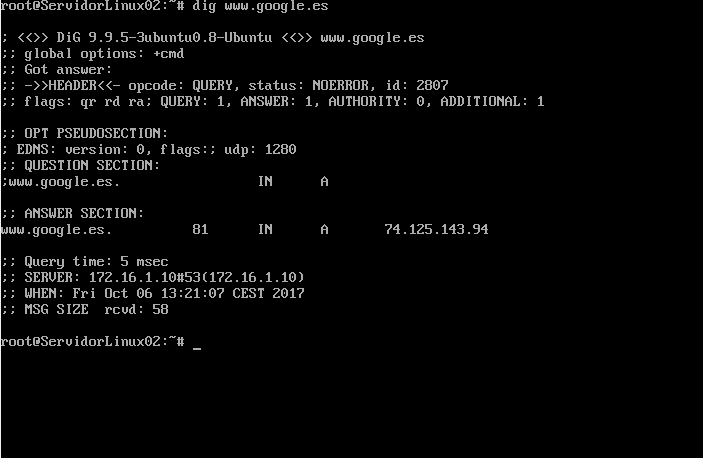 root@ServidorLinux02:~# dig www.google.es
; <<>> DiG 9.9.5-3ubuntu0.8-Ubuntu <<>> www.google.es
;; global options: +cmd
;; Got answer:
;; ->>HEADER<<- opcode: QUERY, status: NOERROR, id: 2807
;; flags: qr rd ra; QUERY: 1, ANSWER: 1, AUTHORITY: 0, ADDITIONAL: 1
;; OPT PSEUDOSECTION:
; EDNS: version: 0, flags:; udp: 1280
;; QUESTION SECTION:
;www.google.es. IN A
;; ANSWER SECTION:
www.google.es. 81 IN A 74.125.143.94
;; Query time: 5 msec
;; SERVER: 172.16.1.10#53(172.16.1.10)
;; WHEN: Fri Oct 06 13:21:07 CEST 2017
;; MSG SIZE rcvd: 58
root@ServidorLinux02:~# _